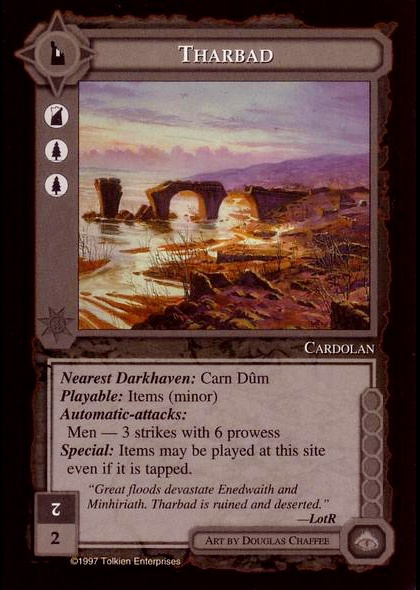 THARBAD
CARDOLAN
Nearest Darkhaven: Carn Dûm
Playable: Items (minor)
Automatic-attacks:
Men — 3 strikes with 6 prowess
Special: Items may be played at this site
even if it is tapped.
“Great floods devastate Enedwaith and
Minhiriath. Tharbad is ruined and deserted.”
—LotR
2
2
ART BY DOUGLAS CHAFFEE
©1997 Tolkien Enterprises